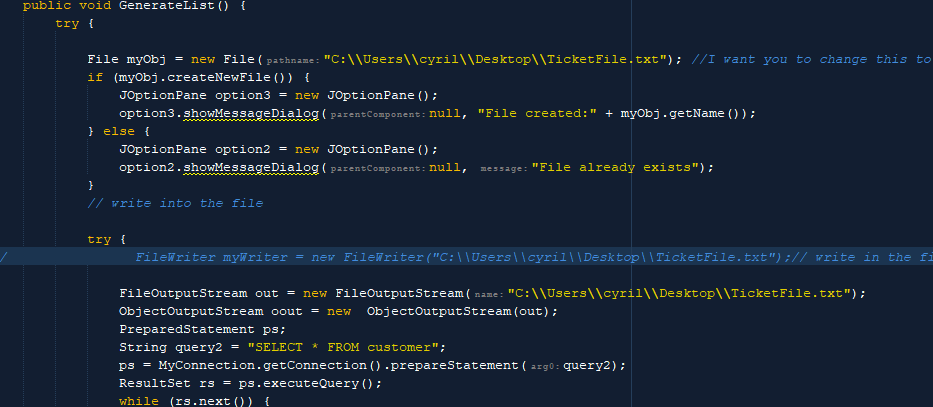 public void GenerateList() {
try {
File myObj = new File( pathname: "C:\\Users\\cyril\\Desktop\\TicketFile.txt"); //I want you to change this to
if (myObj.createNewFile()) {
JOptionPane option3 = new JOptionPane();
option3.showMessageDialog( parentComponent: null, "File created:" + myObj.getName());
} else {
JOptionPane option2 = new JOptionPane();
option2.showMessageDialog( parentComponent: null, message: "File already exists");
}
// write into the file
try {
/ FileWriter myWriter = new FileWriter("C:\\Users\\cyril\\Desktop\\TicketFile.txt");// write in the fi
FileOutputStream out = new FileOutputStream( name: "C:\\Users\\cyril\\Desktop\\TicketFile.txt");
ObjectOutputStream oout = new  ObjectOutputStream(out);
PreparedStatement ps;
String query2 = "SELECT * FROM customer";
ps = MyConnection.getConnection().prepareStatement( arg0: query2);
ResultSet rs = ps.executeQuery();
while (rs.next()) {